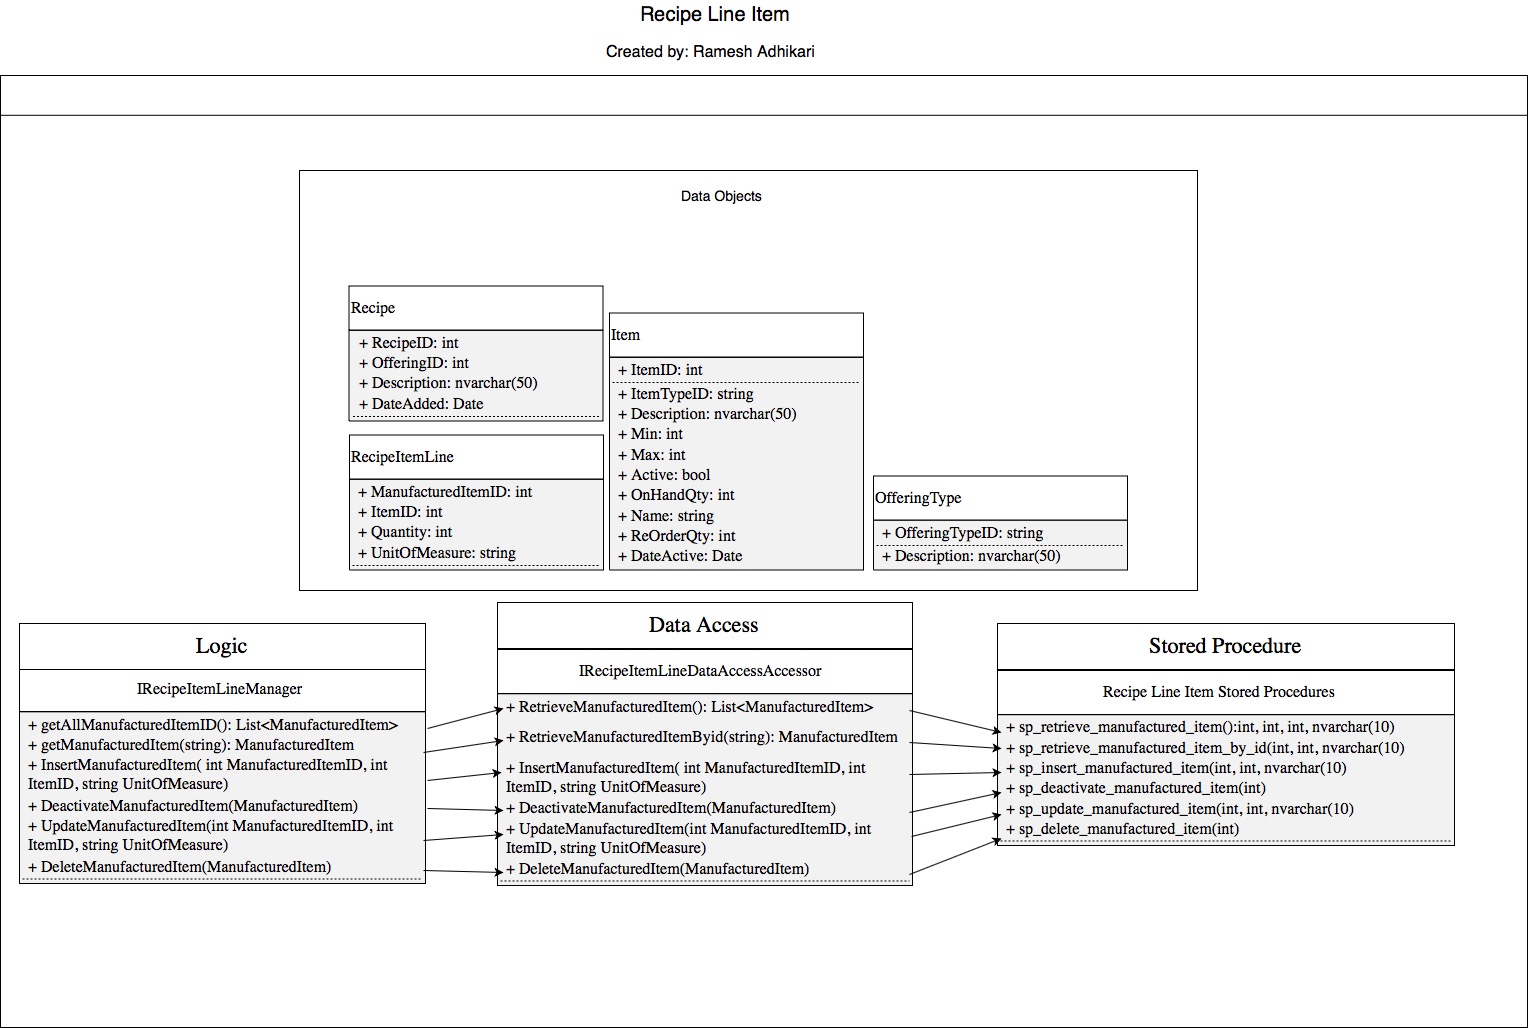 Recipe Line Item
Created by: Ramesh Adhikari
Data Objects
Recipe
+ RecipeID: int
+ OfferingID: int
+ Description: nvarchar(50)
+ DateAdded: Date
RecipeItemLine
+ ManufacturedItemID: int
+ ItemID: int
+ Quantity: int
+ UnitOfMeasure: string
Item
+ ItemID: int
+ ItemTypeID: string
+ Description: nvarchar(50)
+ Min: int
+ Max: int
+ Active: bool
+ OnHandQty: int
+ Name: string
+ ReOrderQty: int
+ DateActive: Date
OfferingType
+ OfferingTypeID: string
+ Description: nvarchar(50)
Logic
IRecipeItemLineManager
+ getAllManufacturedItemID(): List<ManufacturedItem>
+ getManufacturedItem(string): ManufacturedItem
+ InsertManufacturedItem( int ManufacturedItemID, int
ItemID, string UnitOfMeasure)
+ DeactivateManufacturedItem(ManufacturedItem)
+ UpdateManufacturedItem(int ManufacturedItemID, int
ItemID, string UnitOfMeasure)
+ DeleteManufacturedItem(ManufacturedItem)
Data Access
IRecipeItemLineDataAccessAccessor
+ RetrieveManufacturedItem(): List<ManufacturedItem>
+ RetrieveManufacturedItemByid(string): ManufacturedItem
+ InsertManufacturedItem( int ManufacturedItemID, int
ItemID, string UnitOfMeasure)
+ DeactivateManufacturedItem(ManufacturedItem)
+ UpdateManufacturedItem(int ManufacturedItemID, int
ItemID, string UnitOfMeasure)
+ DeleteManufacturedItem(ManufacturedItem)
Stored Procedure
Recipe Line Item Stored Procedures
+ sp_retrieve_manufactured_item():int, int, int, nvarchar(10)
+ sp_retrieve_manufactured_item_by_id(int, int, nvarchar(10)
+ sp_insert_manufactured_item(int, int, nvarchar(10)
+ sp_deactivate_manufactured_item(int)
+ sp_update_manufactured_item(int, int, nvarchar(10)
+ sp_delete_manufactured_item(int)